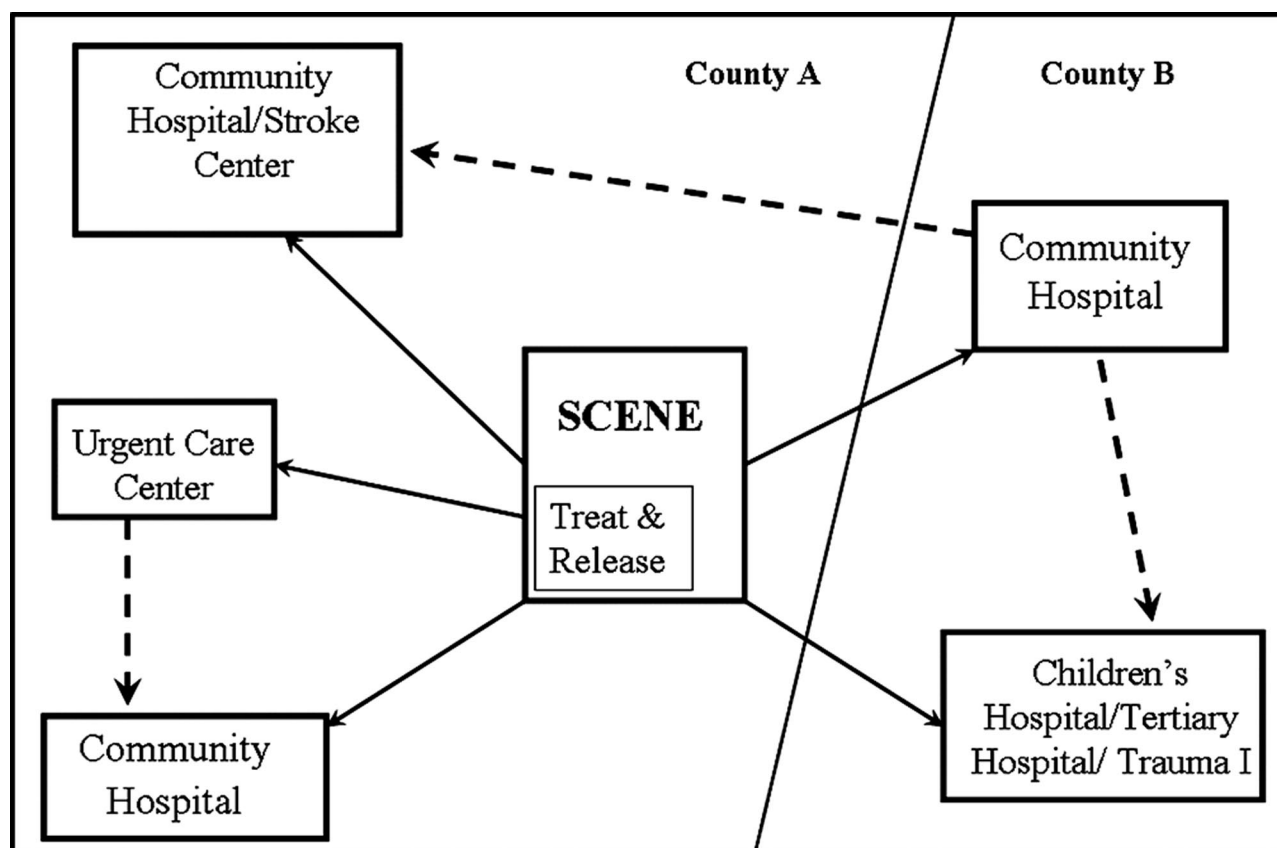 Community
Hospital/Stroke
Center
County A
County B
Community
Hospital
SCENE
Treat &
Release
Urgent Care
Center
Community
Hospital
Children’s
Hospital/Tertiary
Hospital/ Trauma I